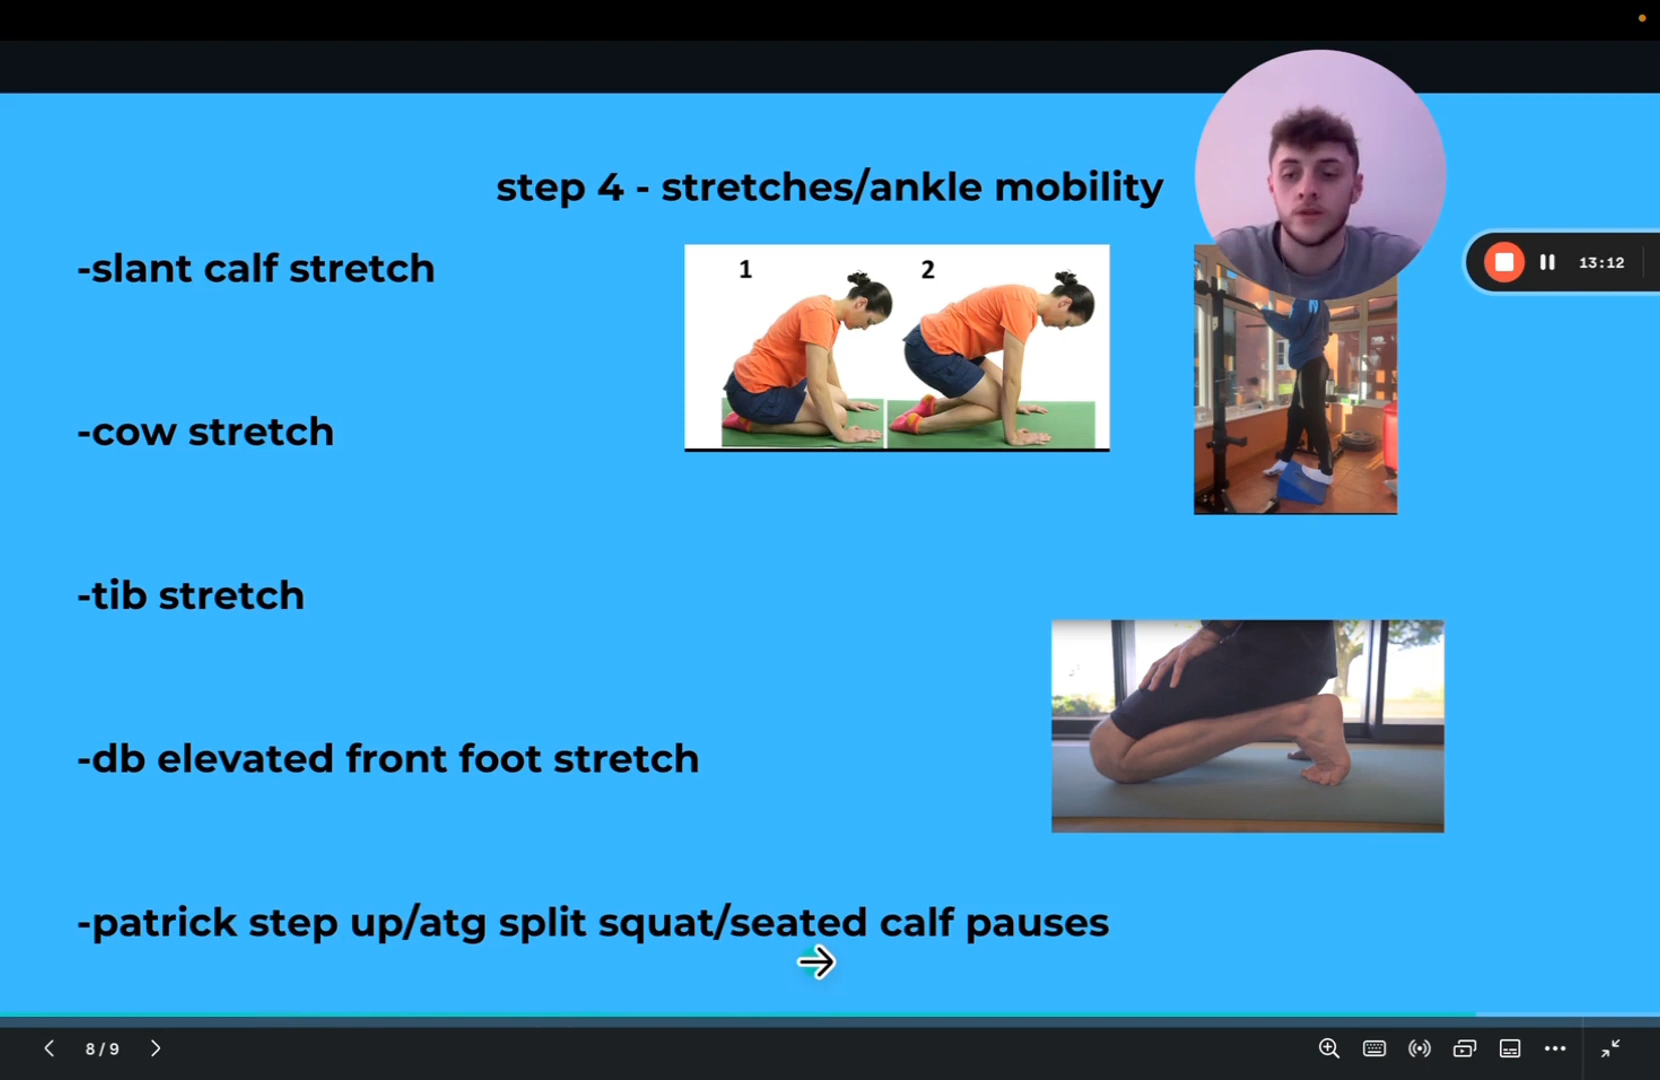 step 4 - stretches/ankle mobility
-slant calf stretch
1
2
13:12
-cow stretch
-tib stretch
-db elevated front foot stretch
-patrick step up/atg split squat/seated calf pauses
8/9